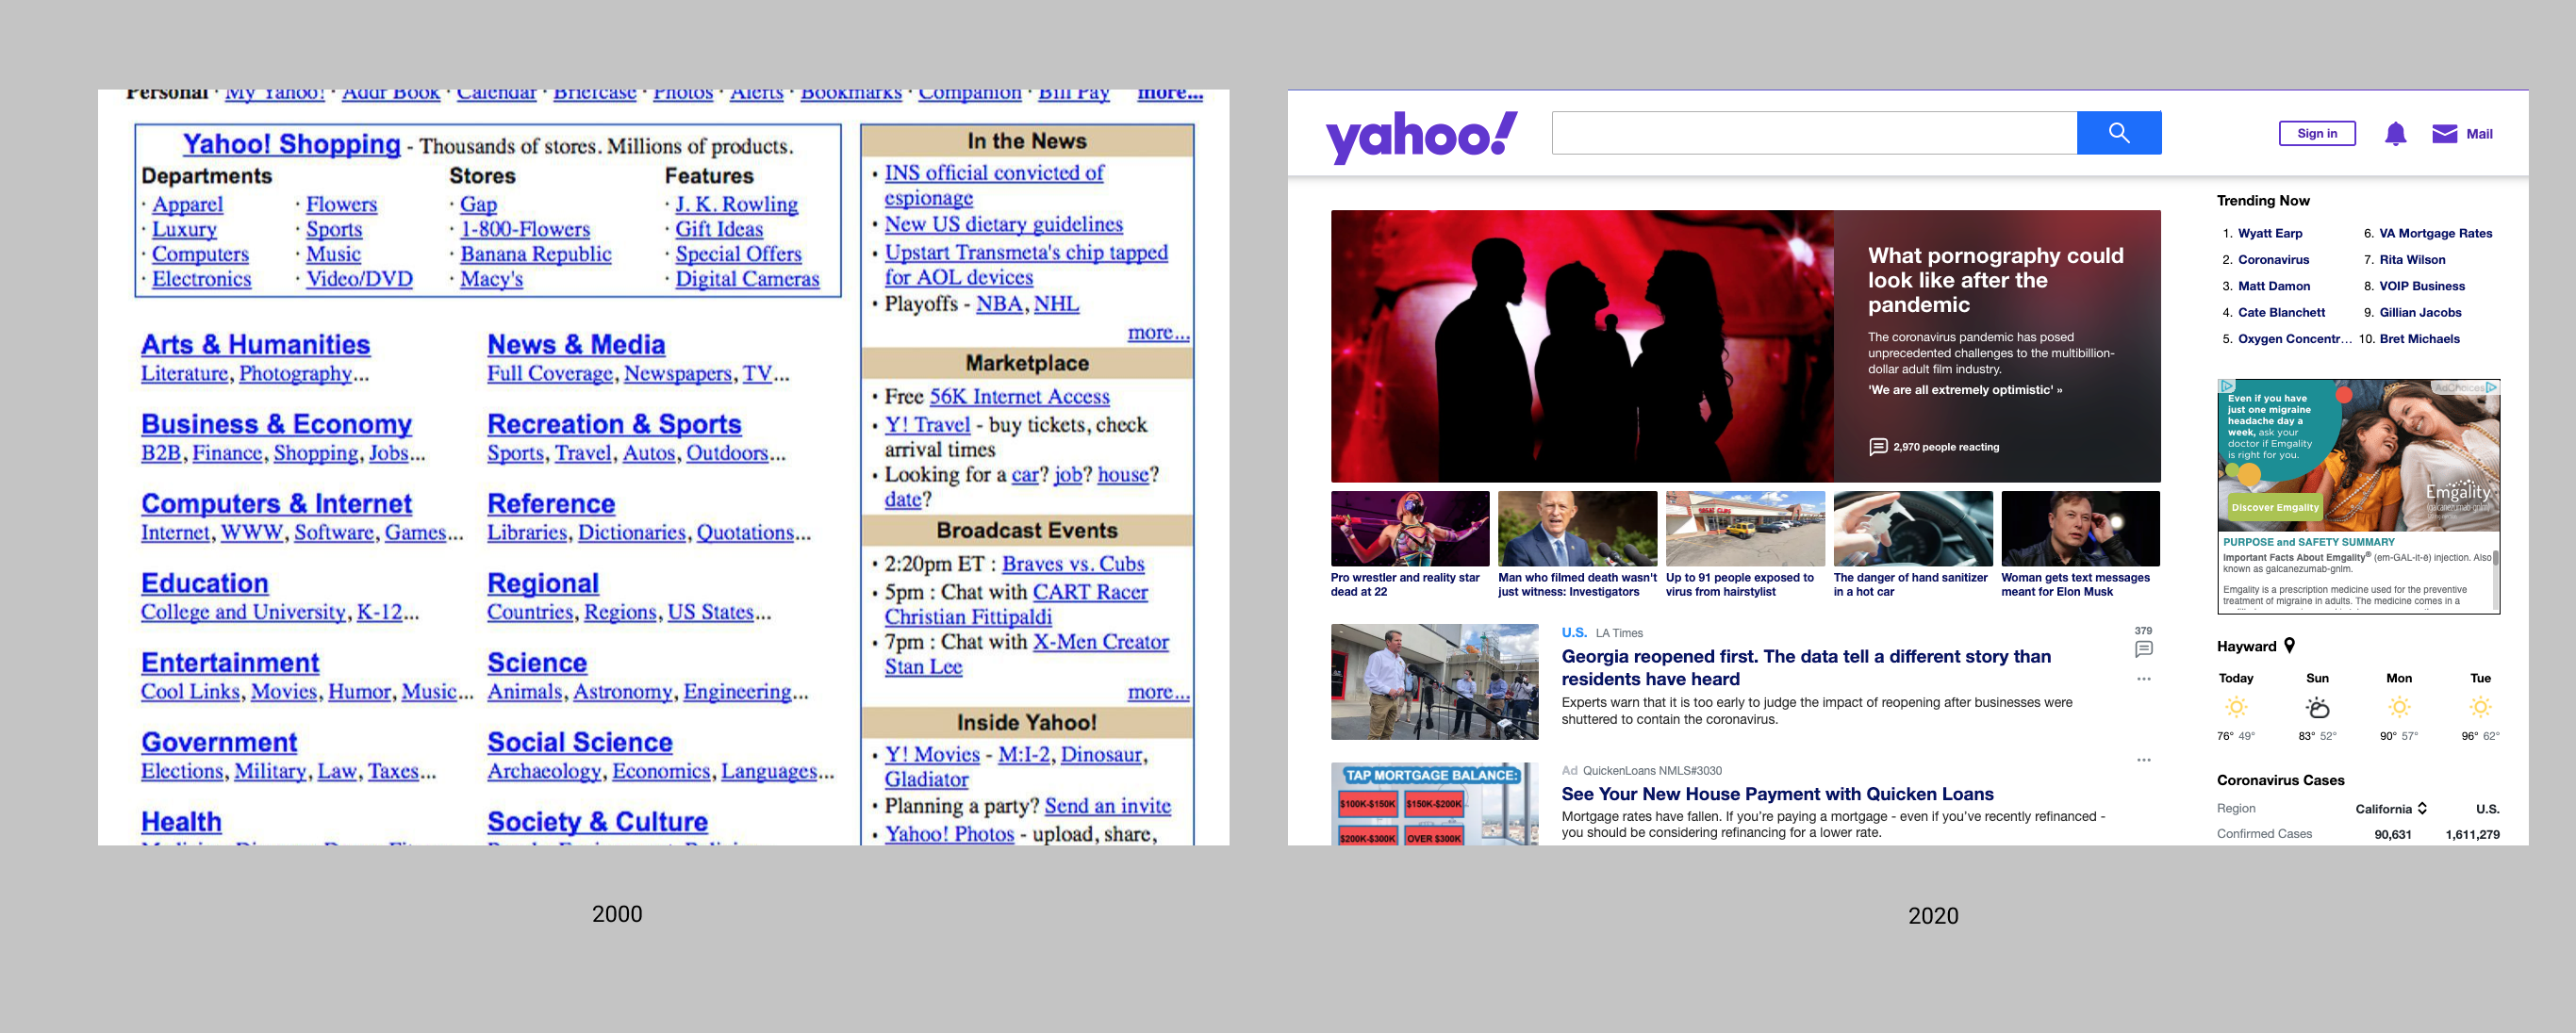 Personal · My Yahoo! · Addr Book · Calendar · Briefcase · Photos · Alerts · Bookmarks · Companion · Bill Pay more...
Yahoo! Shopping - Thousands of stores. Millions of products.
Departments Stores Features
· Apparel · Flowers · Gap · J. K. Rowling
· Luxury · Sports · 1-800-Flowers · Gift Ideas
· Computers · Music · Banana Republic · Special Offers
· Electronics · Video/DVD · Macy's · Digital Cameras
Arts & Humanities
Literature, Photography...
News & Media
Full Coverage, Newspapers, TV...
Business & Economy
B2B, Finance, Shopping, Jobs...
Recreation & Sports
Sports, Travel, Autos, Outdoors...
Computers & Internet
Internet, WWW, Software, Games...
Reference
Libraries, Dictionaries, Quotations...
Education
College and University, K-12...
Regional
Countries, Regions, US States...
Entertainment
Cool Links, Movies, Humor, Music...
Science
Animals, Astronomy, Engineering...
Government
Elections, Military, Law, Taxes...
Social Science
Archaeology, Economics, Languages...
Health
Society & Culture
In the News
· INS official convicted of
espionage
· New US dietary guidelines
· Upstart Transmeta's chip tapped
for AOL devices
· Playoffs - NBA, NHL
more...
Marketplace
· Free 56K Internet Access
· Y! Travel - buy tickets, check
arrival times
· Looking for a car? job? house?
date?
Broadcast Events
· 2:20pm ET : Braves vs. Cubs
· 5pm : Chat with CART Racer
Christian Fittipaldi
· 7pm : Chat with X-Men Creator
Stan Lee
more...
Inside Yahoo!
· Y! Movies - M:I-2, Dinosaur,
Gladiator
· Planning a party? Send an invite
· Yahoo! Photos - upload, share,
2000
yahoo!
Sign in
Mail
What pornography could
look like after the
pandemic
The coronavirus pandemic has posed
unprecedented challenges to the multibillion-
dollar adult film industry.
'We are all extremely optimistic' »
2,970 people reacting
GREAT CLIPS
Pro wrestler and reality star
dead at 22
Man who filmed death wasn't
just witness: Investigators
Up to 91 people exposed to
virus from hairstylist
The danger of hand sanitizer
in a hot car
Woman gets text messages
meant for Elon Musk
U.S. LA Times
379
Georgia reopened first. The data tell a different story than
residents have heard
Experts warn that it is too early to judge the impact of reopening after businesses were
shuttered to contain the coronavirus.
TAP MORTGAGE BALANCE:
$100K-$150K $150K-$200K
$200K-$300K OVER $300K
Ad QuickenLoans NMLS#3030
See Your New House Payment with Quicken Loans
Mortgage rates have fallen. If you're paying a mortgage - even if you've recently refinanced -
you should be considering refinancing for a lower rate.
Trending Now
1. Wyatt Earp 6. VA Mortgage Rates
2. Coronavirus 7. Rita Wilson
3. Matt Damon 8. VOIP Business
4. Cate Blanchett 9. Gillian Jacobs
5. Oxygen Concentr... 10. Bret Michaels
AdChoices
Even if you have
just one migraine
headache day a
week, ask your
doctor if Emgality
is right for you.
Emgality
Discover Emgality
PURPOSE and SAFETY SUMMARY
Important Facts About Emgality® (em-GAL-it-ē) injection. Also
known as galcanezumab-gnlm.
Emgality is a prescription medicine used for the preventive
treatment of migraine in adults. The medicine comes in a
Hayward
Today Sun Mon Tue
76° 49° 83° 52° 90° 57° 96° 62°
Coronavirus Cases
Region California U.S.
Confirmed Cases 90,631 1,611,279
2020